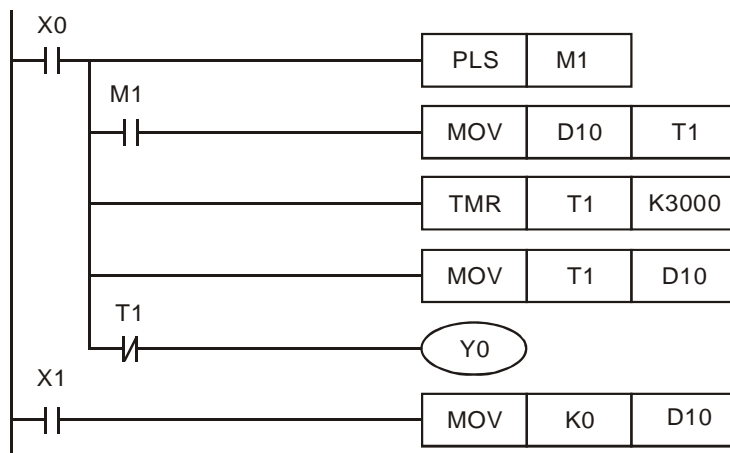 X0
PLS M1
M1
MOV D10 T1
TMR T1 K3000
MOV T1 D10
T1
Y0
X1
MOV K0 D10